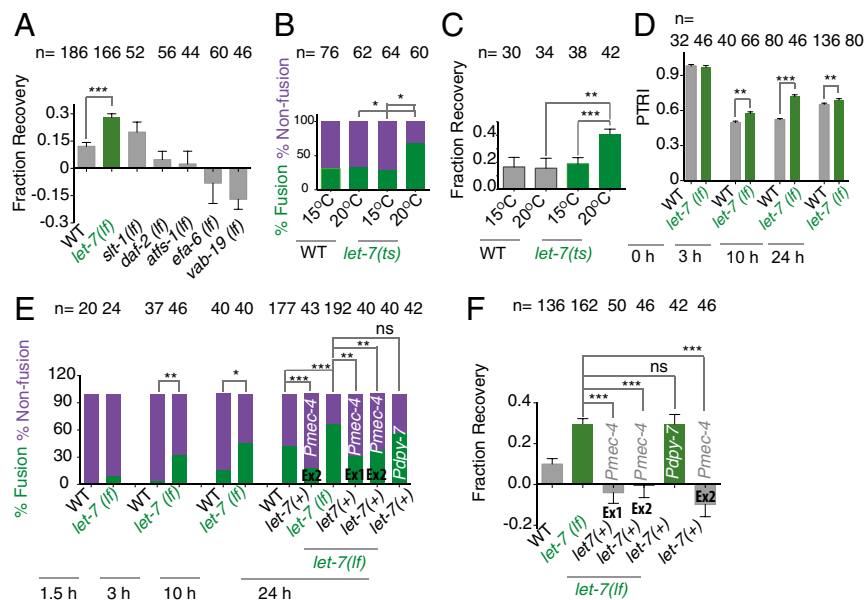 A
n= 186 166 52 56 44 60 46
Fraction Recovery
0.3
0.15
0
-0.15
-0.3
***
WT
let-7(lf)
slt-1(lf)
daf-2 (lf)
atfs-1(lf)
efa-6 (lf)
vab-19 (lf)
B
n= 76 62 64 60
% Fusion % Non-fusion
100
50
0
*
*
15°C
20°C
15°C
20°C
WT
let-7(ts)
C
n= 30 34 38 42
Fraction Recovery
0.4
0.2
0.0
**
***
15°C
20°C
15°C
20°C
WT
let-7(ts)
D
n=
32 46 40 66 80 46 136 80
PTRI
0.9
0.6
0.3
0
**
***
**
WT
let-7 (lf)
WT
let-7 (lf)
WT
let-7 (lf)
WT
let-7 (lf)
0 h
3 h
10 h
24 h
E
n= 20 24 37 46 40 40 177 43 192 40 40 42
% Fusion % Non-fusion
120
90
60
30
0
**
*
***
***
**
**
ns
Pmec-4
Ex2
Pmec-4
Ex1
Pmec-4
Ex2
Pdpy-7
WT
let-7 (lf)
WT
let-7 (lf)
WT
let-7 (lf)
WT
let-7(+)
let-7 (lf)
let7(+)
let-7(+)
let-7(+)
let-7(lf)
1.5 h
3 h
10 h
24 h
F
n= 136 162 50 46 42 46
Fraction Recovery
0.4
0.2
0.0
-0.2
***
ns
***
***
Pmec-4
Ex1
Pmec-4
Ex2
Pdpy-7
Pmec-4
Ex2
WT
let-7 (lf)
let7(+)
let-7(+)
let-7(+)
let-7(+)
let-7(lf)